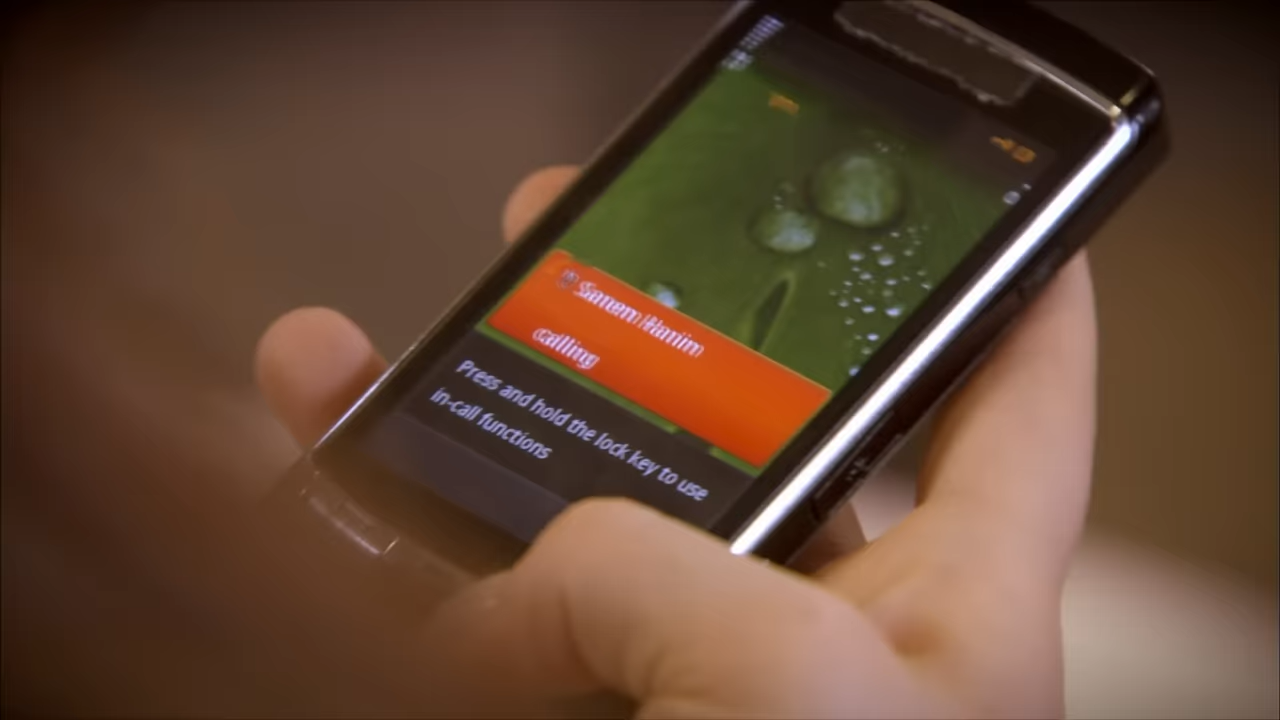 Sanem Hanim
calling
Press and hold the lock key to use
in-call functions